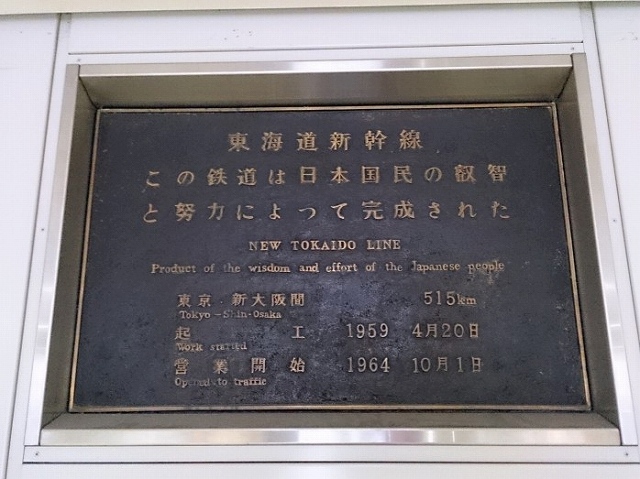 東海道新幹線
この鉄道は日本国民の叡智
と努力によって完成された
NEW TOKAIDO LINE
Product of the wisdom and effort of the Japanese people
東京・新大阪間 515km
Tokyo-Shin-Osaka
起工 1959 4月20日
Work started
営業開始 1964 10月1日
Opened to traffic